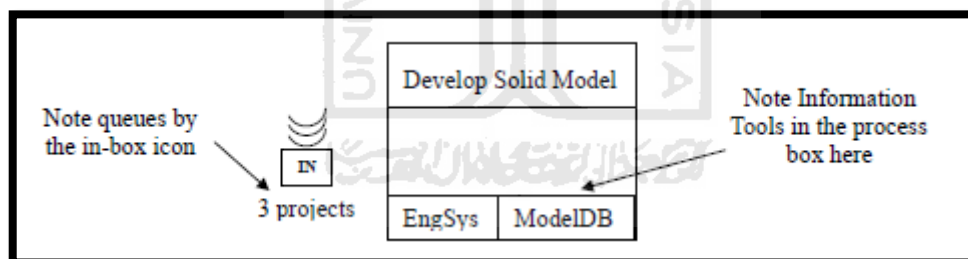 Develop Solid Model
Note queues by
the in-box icon
IN
3 projects
Note Information
Tools in the process
box here
EngSys
ModelDB